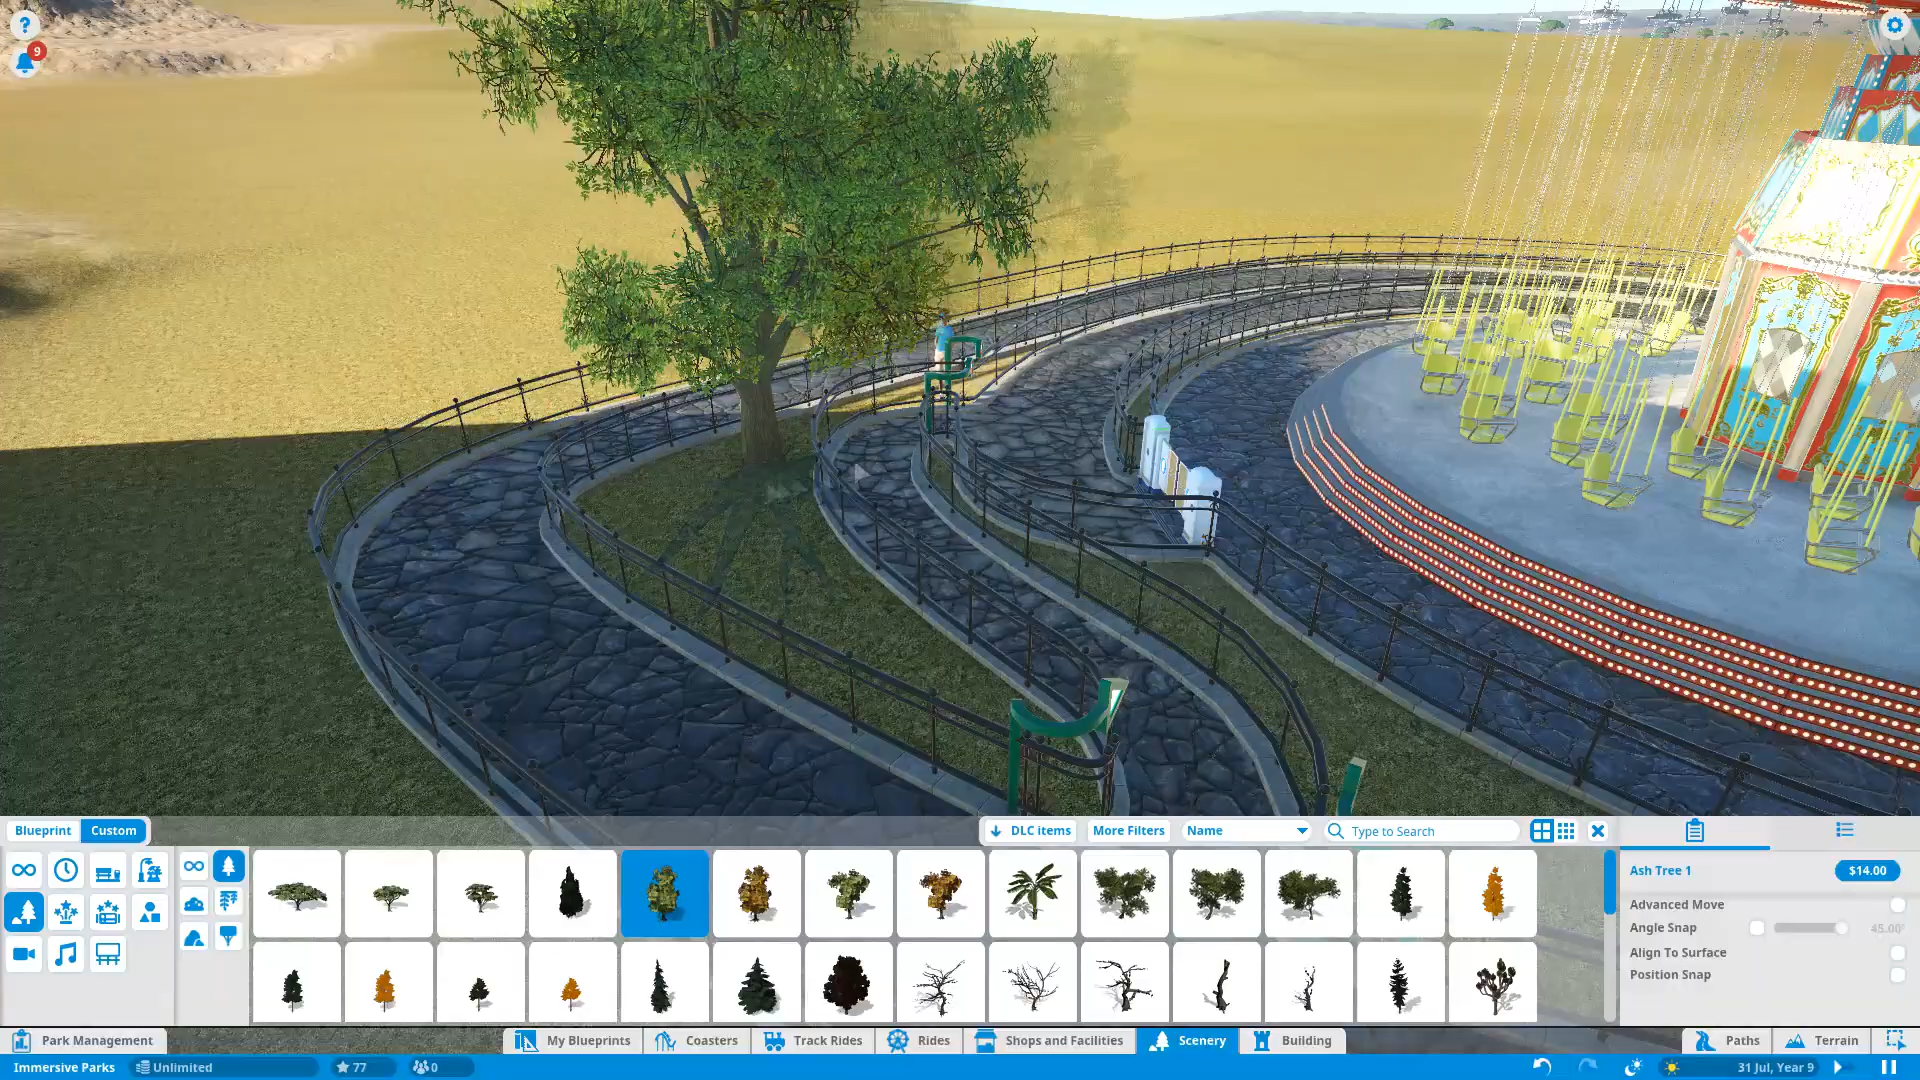 ?
9
Blueprint
Custom
DLC items
More Filters
Name
Type to Search
Ash Tree 1
$14.00
Advanced Move
Angle Snap
45.00°
Align To Surface
Position Snap
Park Management
My Blueprints
Coasters
Track Rides
Rides
Shops and Facilities
Scenery
Building
Paths
Terrain
Immersive Parks
Unlimited
77
0
31 Jul, Year 9